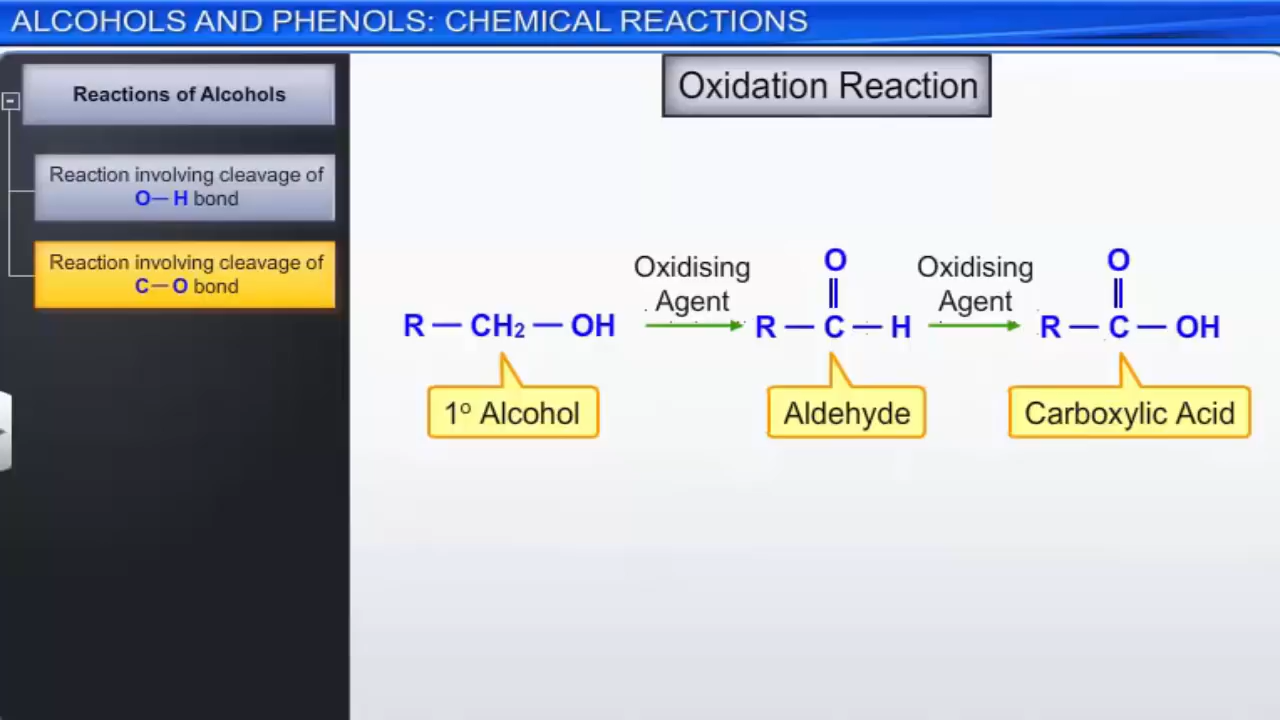 ALCOHOLS AND PHENOLS: CHEMICAL REACTIONS
Reactions of Alcohols
Reaction involving cleavage of
O—H bond
Reaction involving cleavage of
C—O bond
Oxidation Reaction
O O
Oxidising Oxidising
Agent Agent
R — CH₂ — OH R — C — H R — C — OH
1º Alcohol Aldehyde Carboxylic Acid